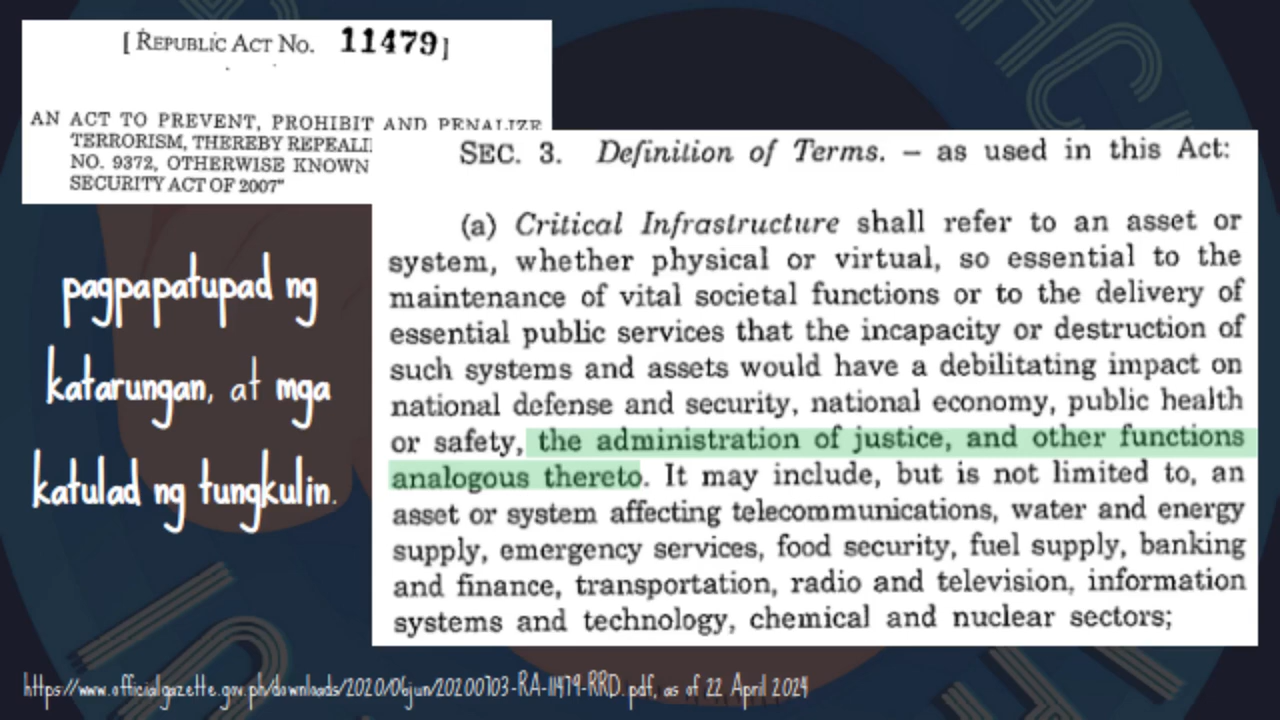 [ REPUBLIC ACT NO. 11479 ]
AN ACT TO PREVENT, PROHIBIT AND PENALIZE
TERRORISM, THEREBY REPEALI
NO. 9372, OTHERWISE KNOWN
SECURITY ACT OF 2007"
SEC. 3. Definition of Terms. – as used in this Act:
(a) Critical Infrastructure shall refer to an asset or
system, whether physical or virtual, so essential to the
maintenance of vital societal functions or to the delivery of
essential public services that the incapacity or destruction of
such systems and assets would have a debilitating impact on
national defense and security, national economy, public health
or safety, the administration of justice, and other functions
analogous thereto. It may include, but is not limited to, an
asset or system affecting telecommunications, water and energy
supply, emergency services, food security, fuel supply, banking
and finance, transportation, radio and television, information
systems and technology, chemical and nuclear sectors;
pagpapatupad ng
katarungan, at mga
katulad ng tungkulin.
https://www.officialgazette.gov.ph/downloads/2020/06jun/20200703-RA-11479-RRD.pdf, as of 22 April 2024